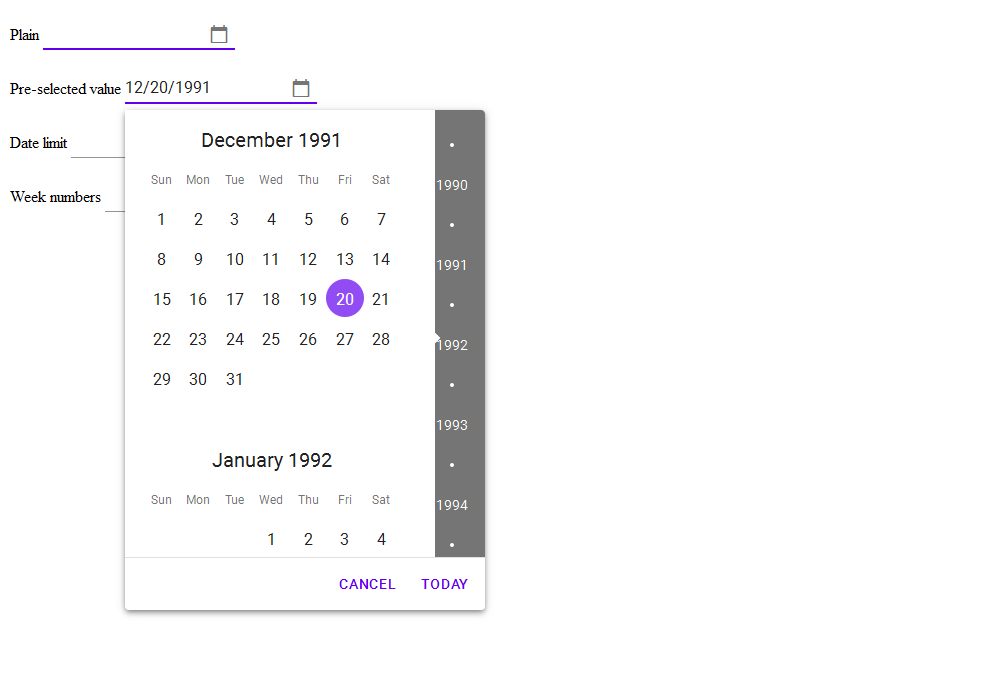 Plain
Pre-selected value 12/20/1991
Date limit
Week numbers
December 1991
Sun Mon Tue Wed Thu Fri Sat
1 2 3 4 5 6 7
8 9 10 11 12 13 14
15 16 17 18 19 20 21
22 23 24 25 26 27 28
29 30 31
January 1992
Sun Mon Tue Wed Thu Fri Sat
1 2 3 4
1990
1991
1992
1993
1994
CANCEL TODAY